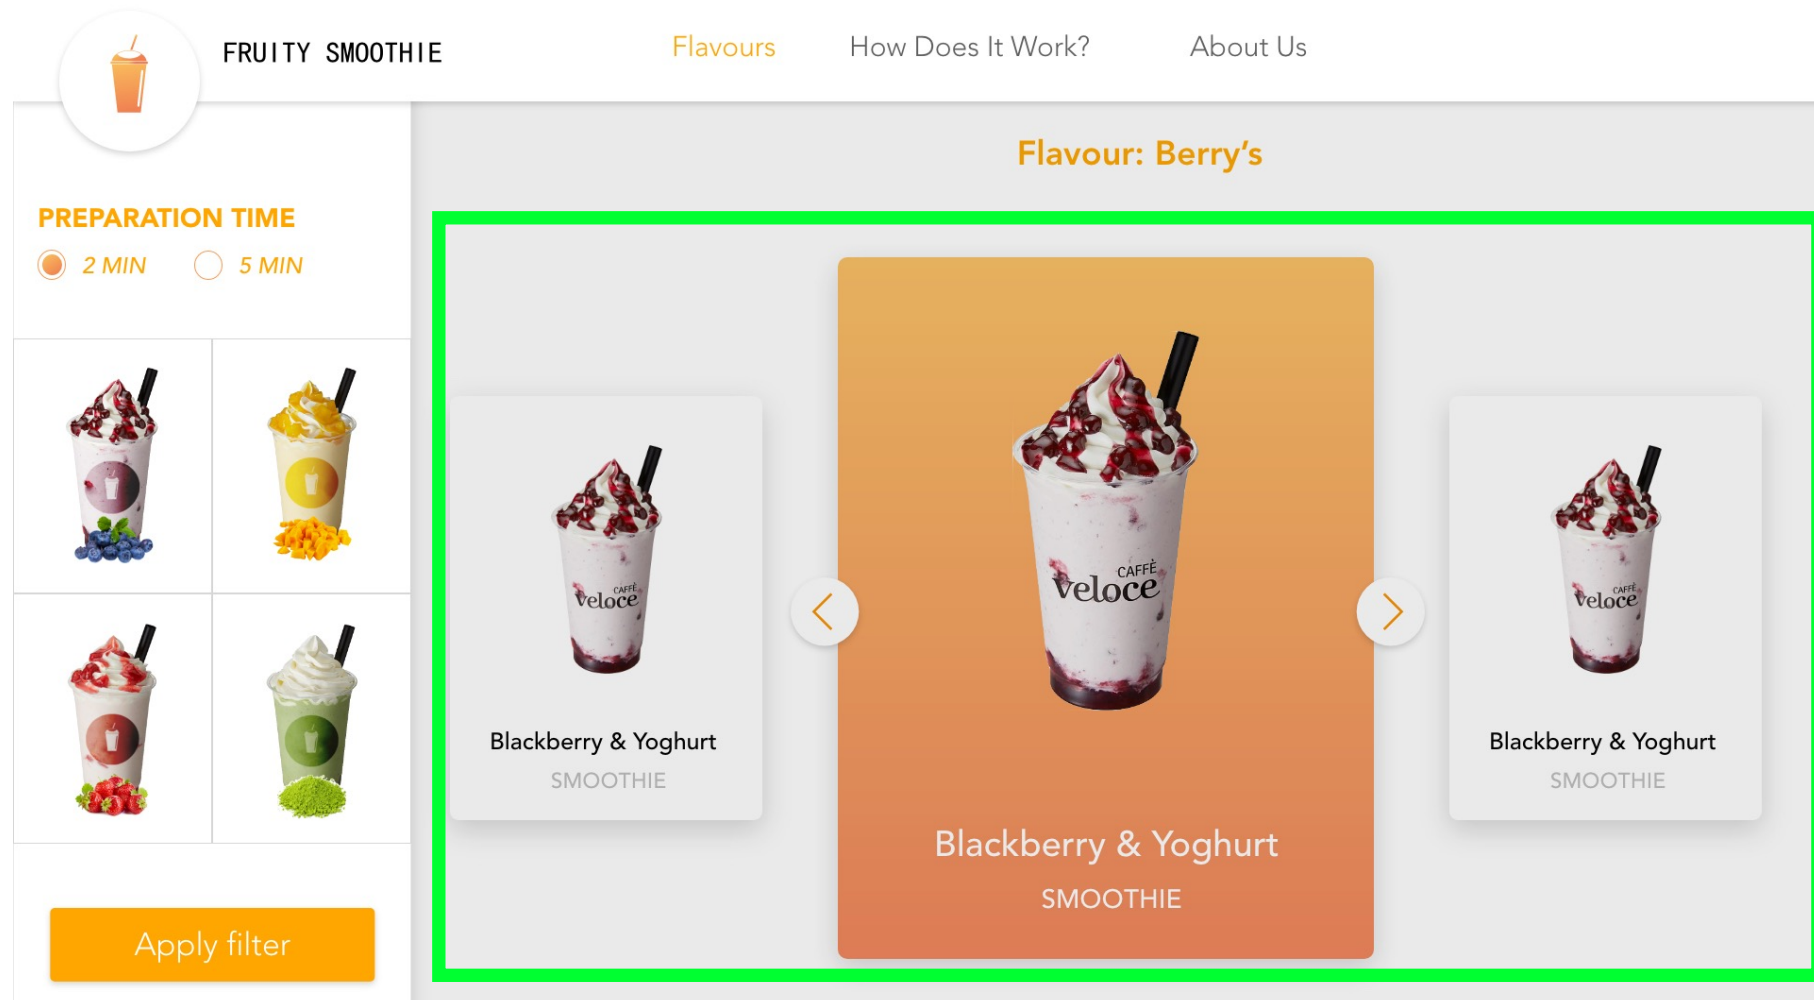 FRUITY SMOOTHIE
Flavours
How Does It Work?
About Us
PREPARATION TIME
2 MIN
5 MIN
Apply filter
Flavour: Berry’s
CAFFÈ
veloce
Blackberry & Yoghurt
SMOOTHIE
CAFFÈ
veloce
Blackberry & Yoghurt
SMOOTHIE
CAFFÈ
veloce
Blackberry & Yoghurt
SMOOTHIE